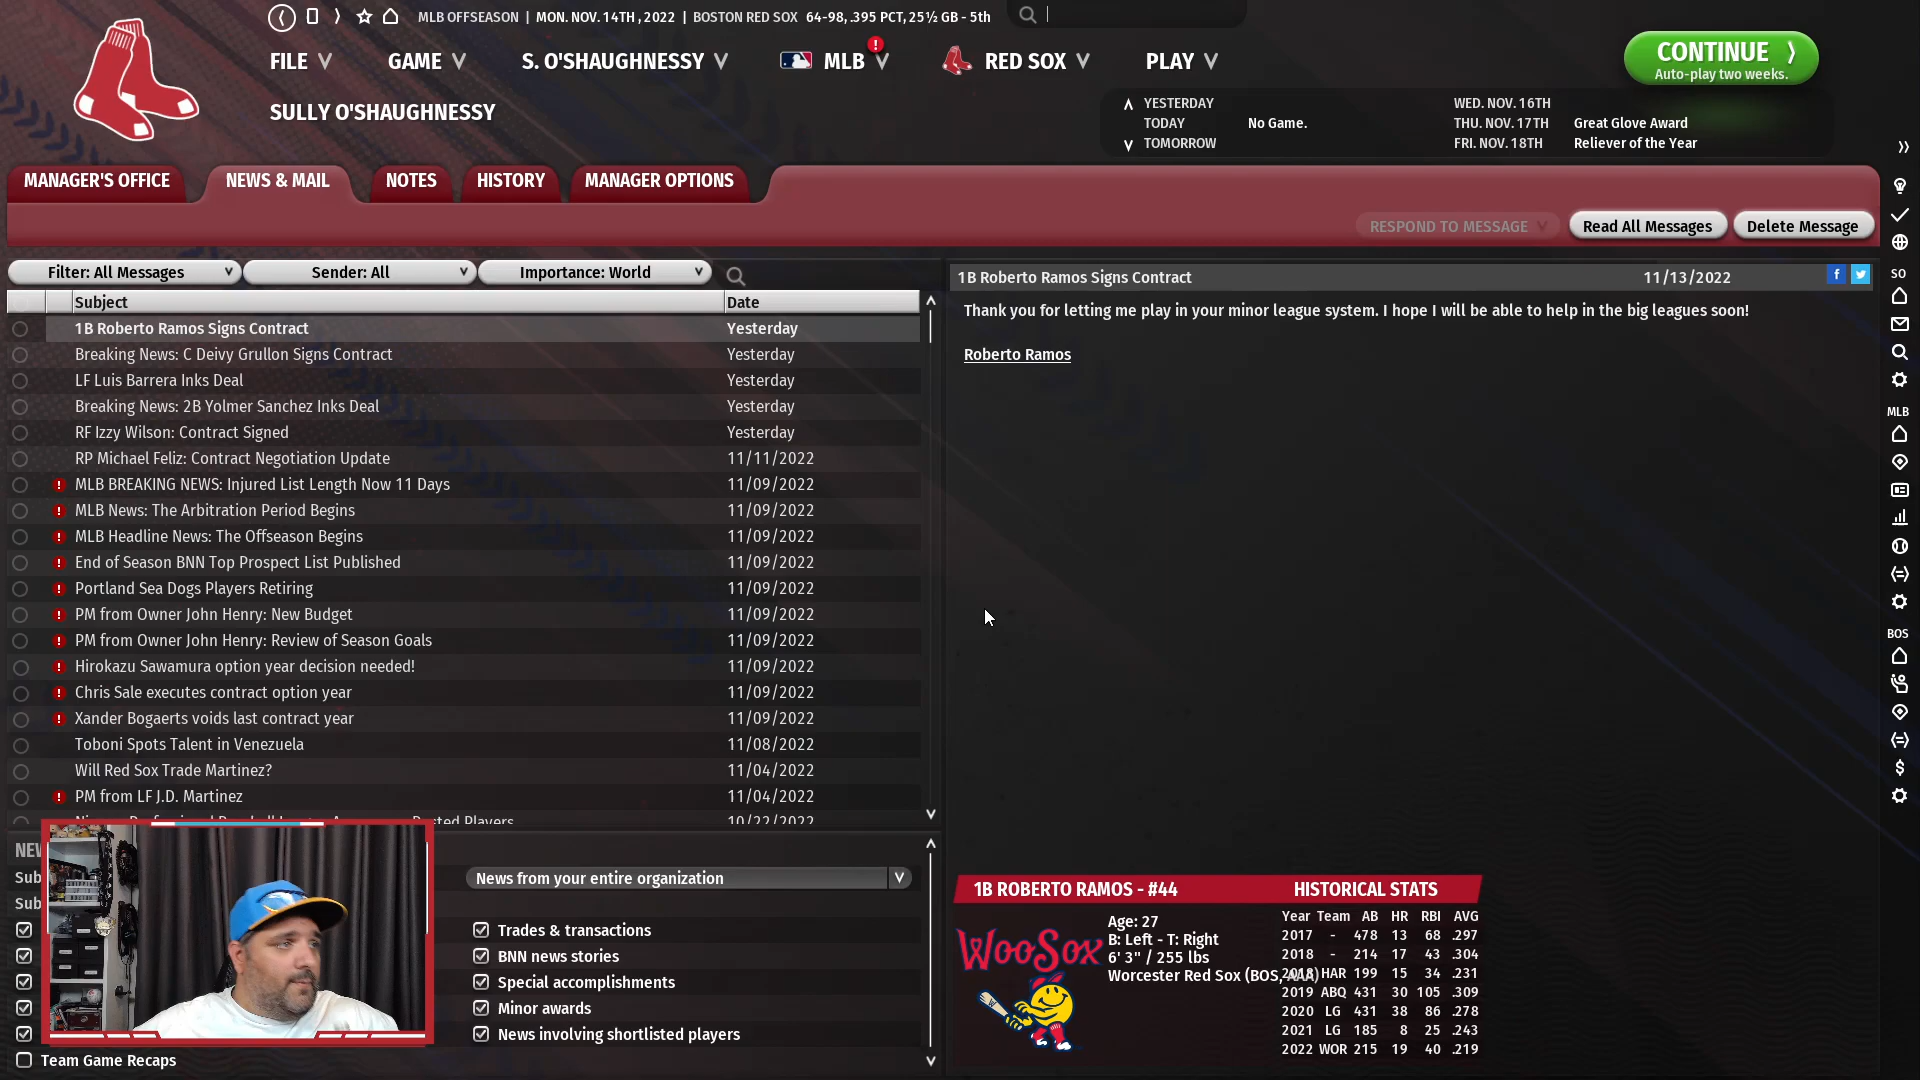 MLB OFFSEASON | MON. NOV. 14TH , 2022 | BOSTON RED SOX 64-98, .395 PCT, 25½ GB - 5th
FILE GAME S. O'SHAUGHNESSY MLB RED SOX PLAY
CONTINUE
Auto-play two weeks.
SULLY O'SHAUGHNESSY
YESTERDAY
TODAY No Game.
TOMORROW
WED. NOV. 16TH
THU. NOV. 17TH Great Glove Award
FRI. NOV. 18TH Reliever of the Year
MANAGER'S OFFICE NEWS & MAIL NOTES HISTORY MANAGER OPTIONS
RESPOND TO MESSAGE Read All Messages Delete Message
Filter: All Messages Sender: All Importance: World
Subject Date
1B Roberto Ramos Signs Contract Yesterday
Breaking News: C Deivy Grullon Signs Contract Yesterday
LF Luis Barrera Inks Deal Yesterday
Breaking News: 2B Yolmer Sanchez Inks Deal Yesterday
RF Izzy Wilson: Contract Signed Yesterday
RP Michael Feliz: Contract Negotiation Update 11/11/2022
MLB BREAKING NEWS: Injured List Length Now 11 Days 11/09/2022
MLB News: The Arbitration Period Begins 11/09/2022
MLB Headline News: The Offseason Begins 11/09/2022
End of Season BNN Top Prospect List Published 11/09/2022
Portland Sea Dogs Players Retiring 11/09/2022
PM from Owner John Henry: New Budget 11/09/2022
PM from Owner John Henry: Review of Season Goals 11/09/2022
Hirokazu Sawamura option year decision needed! 11/09/2022
Chris Sale executes contract option year 11/09/2022
Xander Bogaerts voids last contract year 11/09/2022
Toboni Spots Talent in Venezuela 11/08/2022
Will Red Sox Trade Martinez? 11/04/2022
PM from LF J.D. Martinez 11/04/2022
Players 10/22/2022
1B Roberto Ramos Signs Contract 11/13/2022
Thank you for letting me play in your minor league system. I hope I will be able to help in the big leagues soon!
Roberto Ramos
SO
MLB
BOS
Sub
Sub
News from your entire organization
Trades & transactions
BNN news stories
Special accomplishments
Minor awards
News involving shortlisted players
Team Game Recaps
1B ROBERTO RAMOS - #44 HISTORICAL STATS
WooSox
Age: 27
B: Left - T: Right
6' 3" / 255 lbs
Worcester Red Sox (BOS, AAA)
Year Team AB HR RBI AVG
2017 - 478 13 68 .297
2018 - 214 17 43 .304
2018 HAR 199 15 34 .231
2019 ABQ 431 30 105 .309
2020 LG 431 38 86 .278
2021 LG 185 8 25 .243
2022 WOR 215 19 40 .219